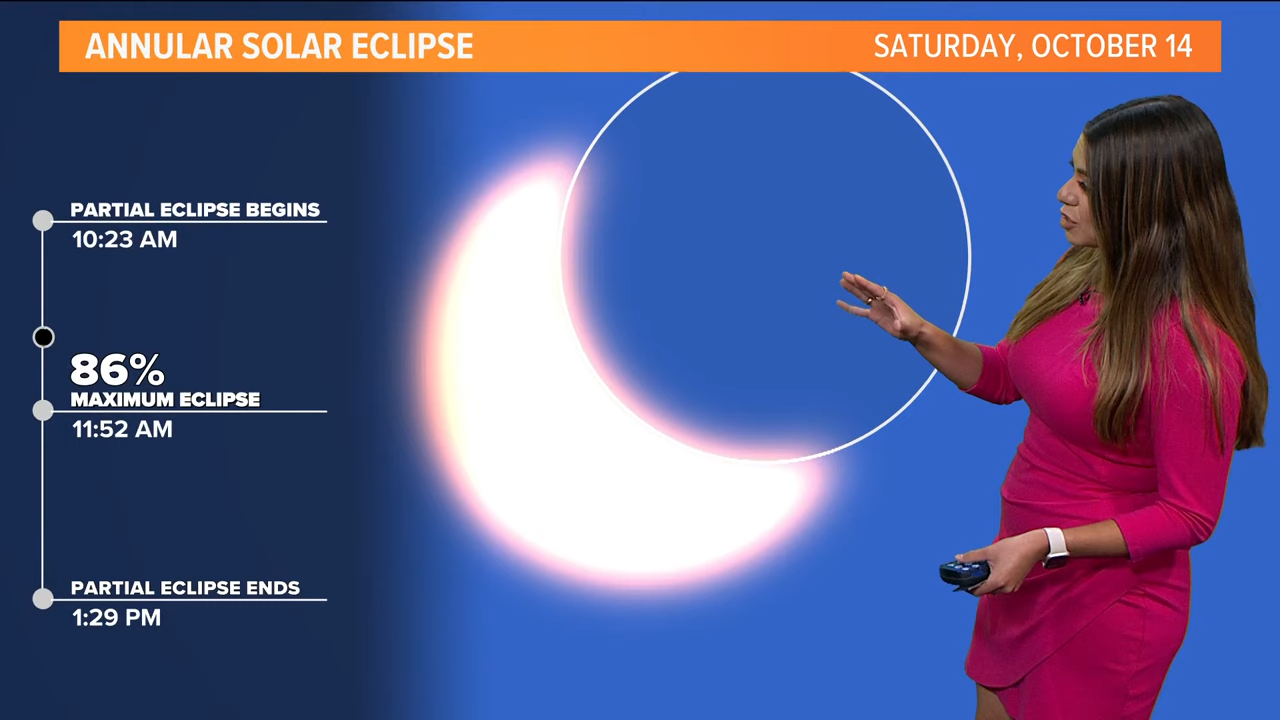 ANNULAR SOLAR ECLIPSE
SATURDAY, OCTOBER 14
PARTIAL ECLIPSE BEGINS
10:23 AM
86%
MAXIMUM ECLIPSE
11:52 AM
PARTIAL ECLIPSE ENDS
1:29 PM